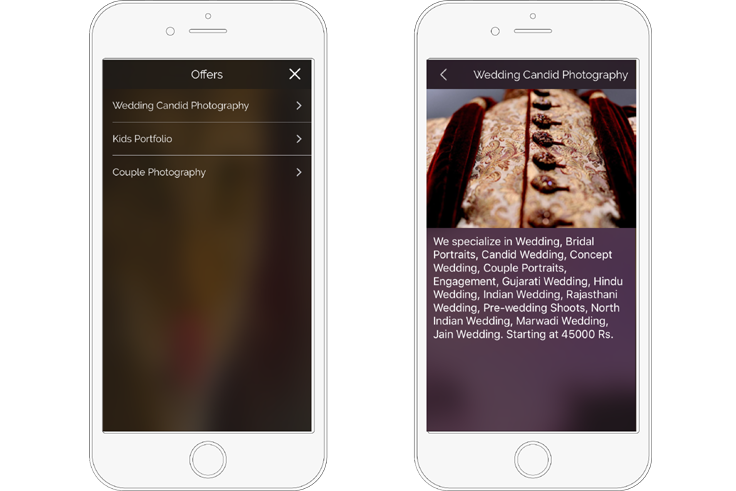 Offers
Wedding Candid Photography
Kids Portfolio
Couple Photography
Wedding Candid Photography
We specialize in Wedding, Bridal
Portraits, Candid Wedding, Concept
Wedding, Couple Portraits,
Engagement, Gujarati Wedding, Hindu
Wedding, Indian Wedding, Rajasthani
Wedding, Pre-wedding Shoots, North
Indian Wedding, Marwadi Wedding,
Jain Wedding. Starting at 45000 Rs.